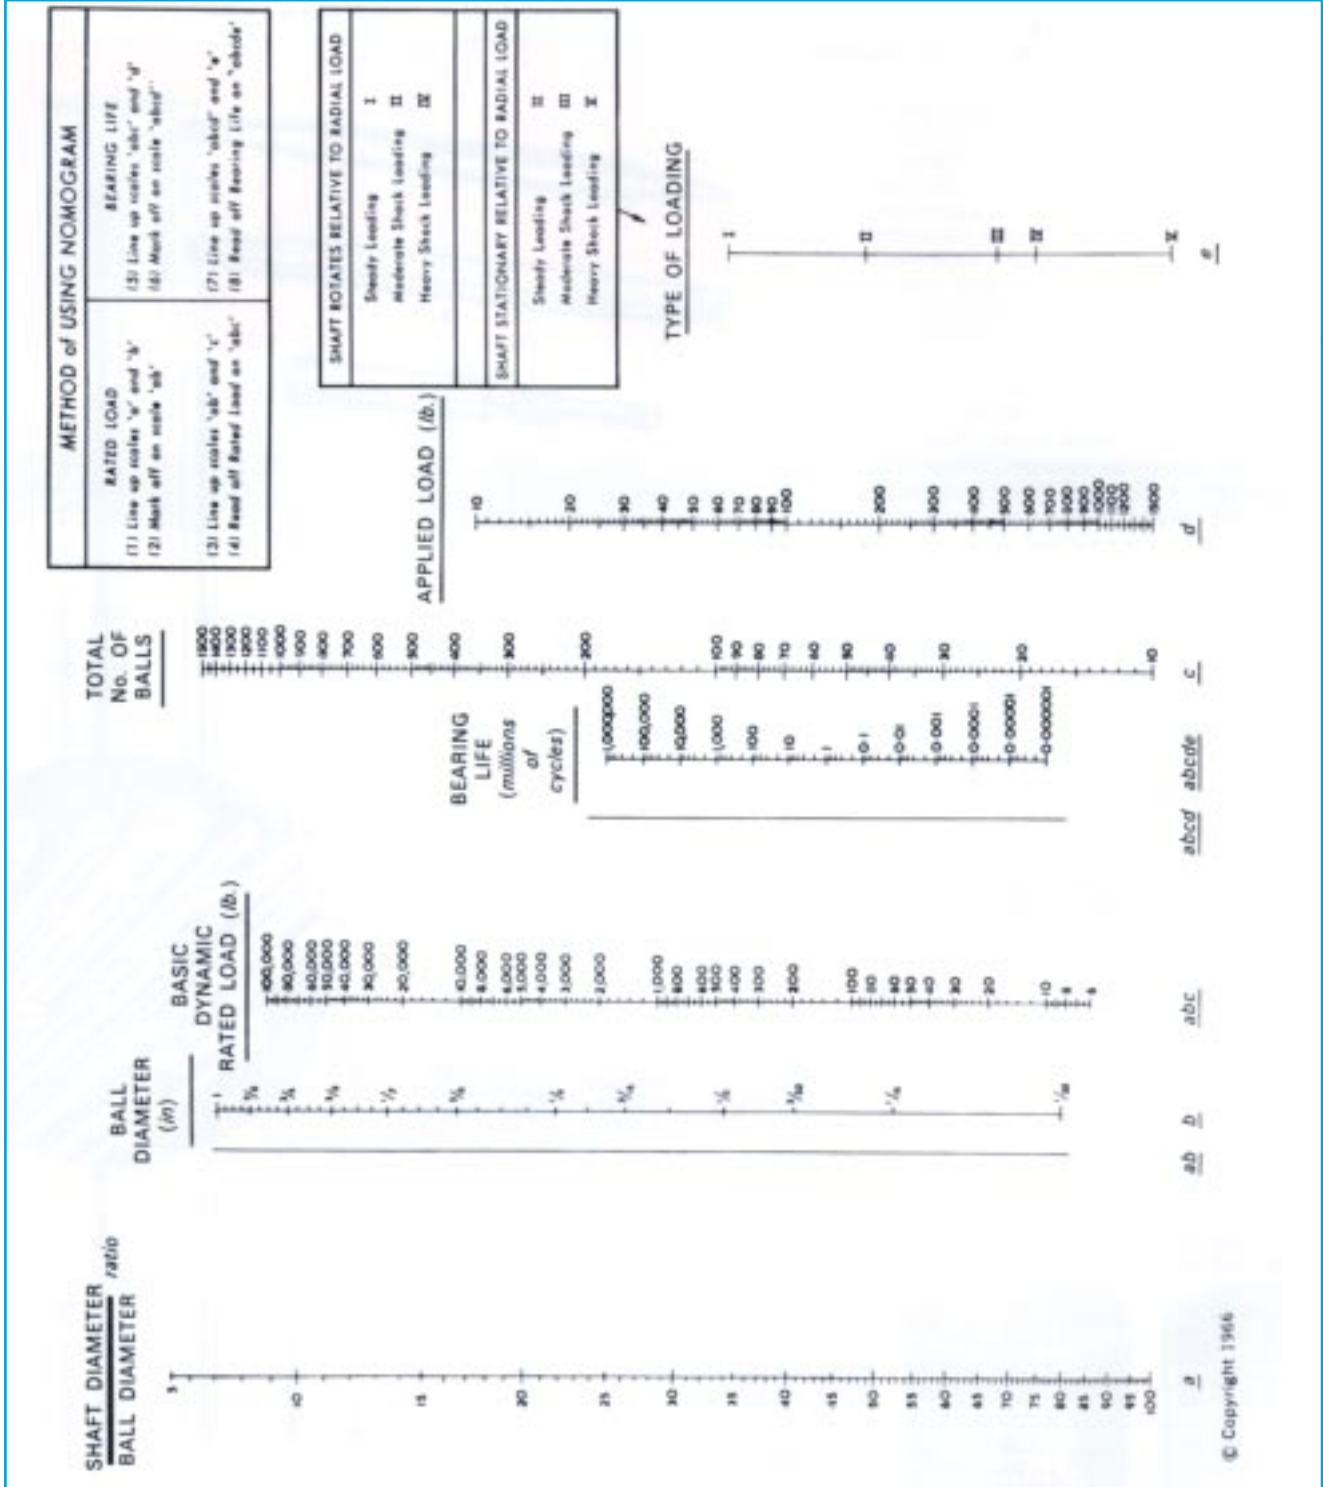 METHOD of USING NOMOGRAM
RATED LOAD
(1) Line up scales 'a' and 'b'
(2) Mark off on scale 'ab'
(3) Line up scales 'ab' and 'c'
(4) Read off Rated Load on 'abc'
BEARING LIFE
(5) Line up scales 'abc' and 'd'
(6) Mark off on scale 'abcd'
(7) Line up scales 'abcd' and 'e'
(8) Read off Bearing Life on 'abcde'
SHAFT ROTATES RELATIVE TO RADIAL LOAD
Steady Loading I
Moderate Shock Loading II
Heavy Shock Loading IV
SHAFT STATIONARY RELATIVE TO RADIAL LOAD
Steady Loading II
Moderate Shock Loading III
Heavy Shock Loading V
SHAFT DIAMETER
BALL DIAMETER
ratio
5
10
15
20
25
30
35
40
45
50
55
60
65
70
75
80
85
90
95
100
a
ab
BALL
DIAMETER
(in)
1
b
BASIC
DYNAMIC
RATED LOAD (lb.)
100,000
80,000
60,000
50,000
40,000
30,000
20,000
10,000
8,000
6,000
5,000
4,000
3,000
2,000
1,000
800
600
500
400
300
200
100
80
60
50
40
30
20
10
8
6
abc
abcd
BEARING
LIFE
(millions
of
cycles)
1,000,000
100,000
10,000
1,000
100
10
1
0·1
0·01
0·001
0·0001
0·00001
0·000001
abcde
TOTAL
No. OF
BALLS
1500
1400
1300
1200
1100
1000
900
800
700
600
500
400
300
200
100
90
80
70
60
50
40
30
20
10
c
APPLIED LOAD (lb.)
10
20
30
40
50
60
70
80
90
100
200
300
400
500
600
700
800
900
1000
1100
1200
1500
d
TYPE OF LOADING
I
II
III
IV
V
e
© Copyright 1966